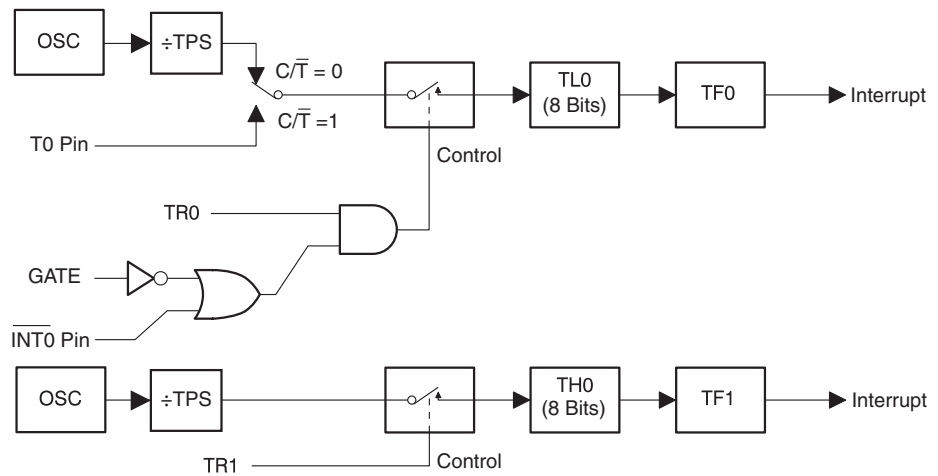 OSC
÷TPS
C/T̅ = 0
C/T̅ =1
T0 Pin
TL0
(8 Bits)
TF0
Interrupt
Control
TR0
GATE
I̅N̅T̅0̅ Pin
OSC
÷TPS
TH0
(8 Bits)
TF1
Interrupt
TR1
Control